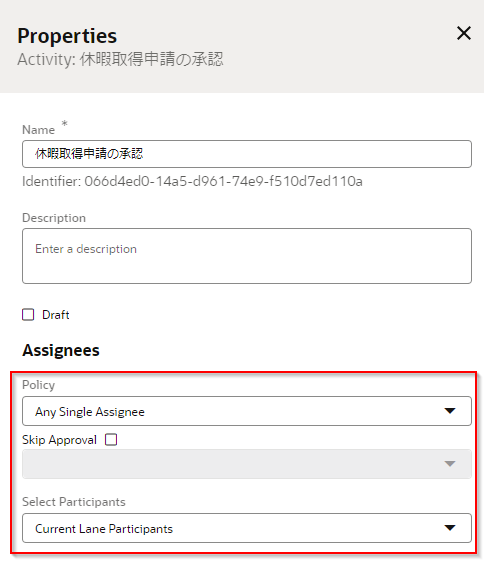 Properties
Activity: 休暇取得申請の承認
Name *
休暇取得申請の承認
Identifier: 066d4ed0-14a5-d961-74e9-f510d7ed110a
Description
Enter a description
Draft
Assignees
Policy
Any Single Assignee
Skip Approval
Select Participants
Current Lane Participants